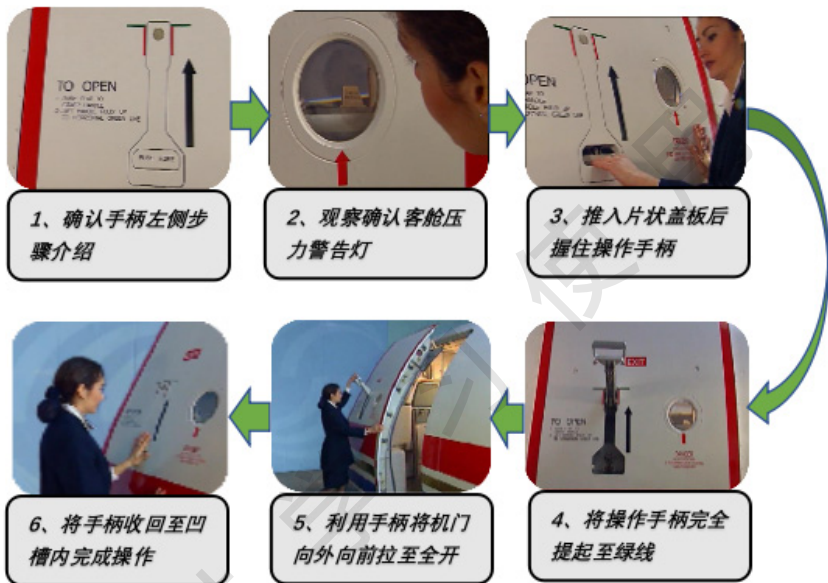 TO OPEN
1、确认手柄左侧步
骤介绍
2、观察确认客舱压
力警告灯
OPEN
3、推入片状盖板后
握住操作手柄
6、将手柄收回至凹
槽内完成操作
5、利用手柄将机门
向外向前拉至全开
EXIT
TO OPEN
4、将操作手柄完全
提起至绿线